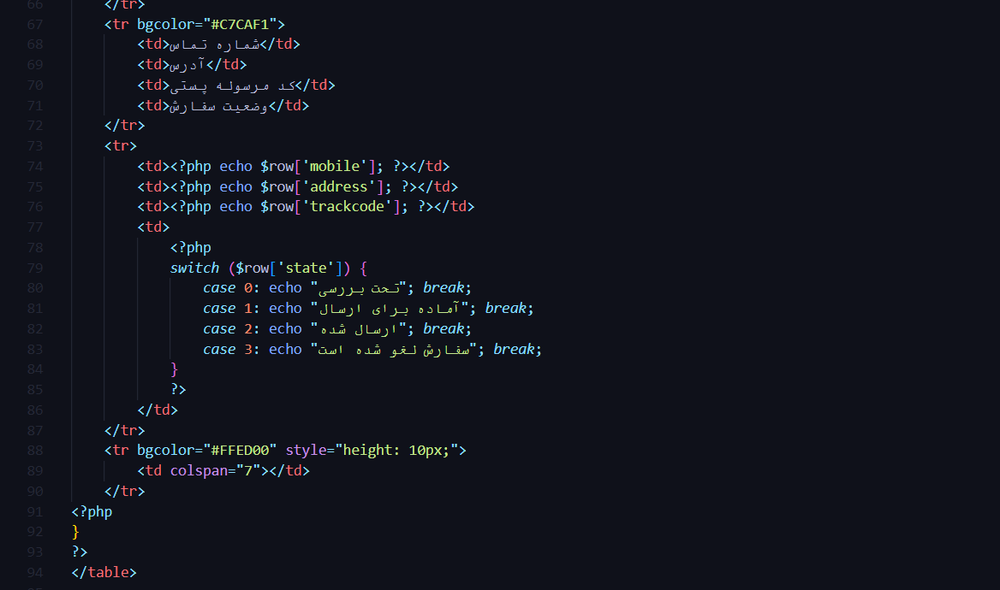 66 </tr>
67 <tr bgcolor="#C7CAF1">
68 <td>شماره تماس</td>
69 <td>آدرس</td>
70 <td>کد مرسوله پستی</td>
71 <td>وضعیت سفارش</td>
72 </tr>
73 <tr>
74 <td><?php echo $row['mobile']; ?></td>
75 <td><?php echo $row['address']; ?></td>
76 <td><?php echo $row['trackcode']; ?></td>
77 <td>
78 <?php
79 switch ($row['state']) {
80 case 0: echo "تحت بررسی"; break;
81 case 1: echo "آماده برای ارسال"; break;
82 case 2: echo "ارسال شده"; break;
83 case 3: echo "سفارش لغو شده است"; break;
84 }
85 ?>
86 </td>
87 </tr>
88 <tr bgcolor="#FFED00" style="height: 10px;">
89 <td colspan="7"></td>
90 </tr>
91 <?php
92 }
93 ?>
94 </table>